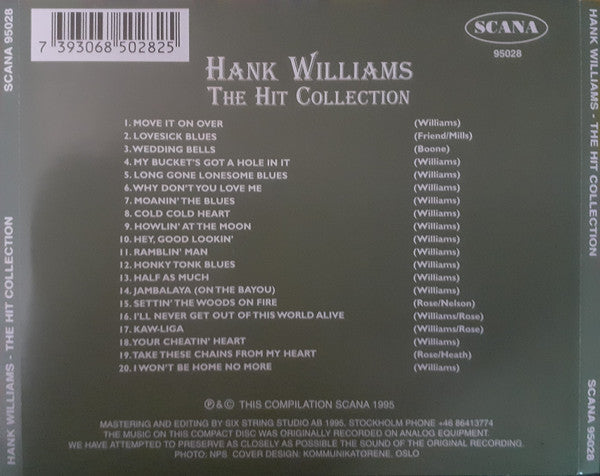 SCANA 95028
HANK WILLIAMS - THE HIT COLLECTION
7 393068 502825
SCANA
95028
HANK WILLIAMS
THE HIT COLLECTION
1. MOVE IT ON OVER (Williams)
2. LOVESICK BLUES (Friend/Mills)
3. WEDDING BELLS (Boone)
4. MY BUCKET'S GOT A HOLE IN IT (Williams)
5. LONG GONE LONESOME BLUES (Williams)
6. WHY DON'T YOU LOVE ME (Williams)
7. MOANIN' THE BLUES (Williams)
8. COLD COLD HEART (Williams)
9. HOWLIN' AT THE MOON (Williams)
10. HEY, GOOD LOOKIN' (Williams)
11. RAMBLIN' MAN (Williams)
12. HONKY TONK BLUES (Williams)
13. HALF AS MUCH (Williams)
14. JAMBALAYA (ON THE BAYOU) (Williams)
15. SETTIN' THE WOODS ON FIRE (Rose/Nelson)
16. I'LL NEVER GET OUT OF THIS WORLD ALIVE (Williams/Rose)
17. KAW-LIGA (Williams/Rose)
18. YOUR CHEATIN' HEART (Williams)
19. TAKE THESE CHAINS FROM MY HEART (Rose/Heath)
20. I WON'T BE HOME NO MORE (Williams)
℗ & © THIS COMPILATION SCANA 1995
MASTERING AND EDITING BY SIX STRING STUDIO AB 1995. STOCKHOLM PHONE +46 86413774
THE MUSIC ON THIS COMPACT DISC WAS ORIGINALLY RECORDED ON ANALOG EQUIPMENT.
WE HAVE ATTEMPTED TO PRESERVE AS CLOSELY AS POSSIBLE THE SOUND OF THE ORIGINAL RECORDING.
PHOTO: NPS COVER DESIGN: KOMMUNIKATØRENE, OSLO
HANK WILLIAMS - THE HIT COLLECTION
SCANA 95028